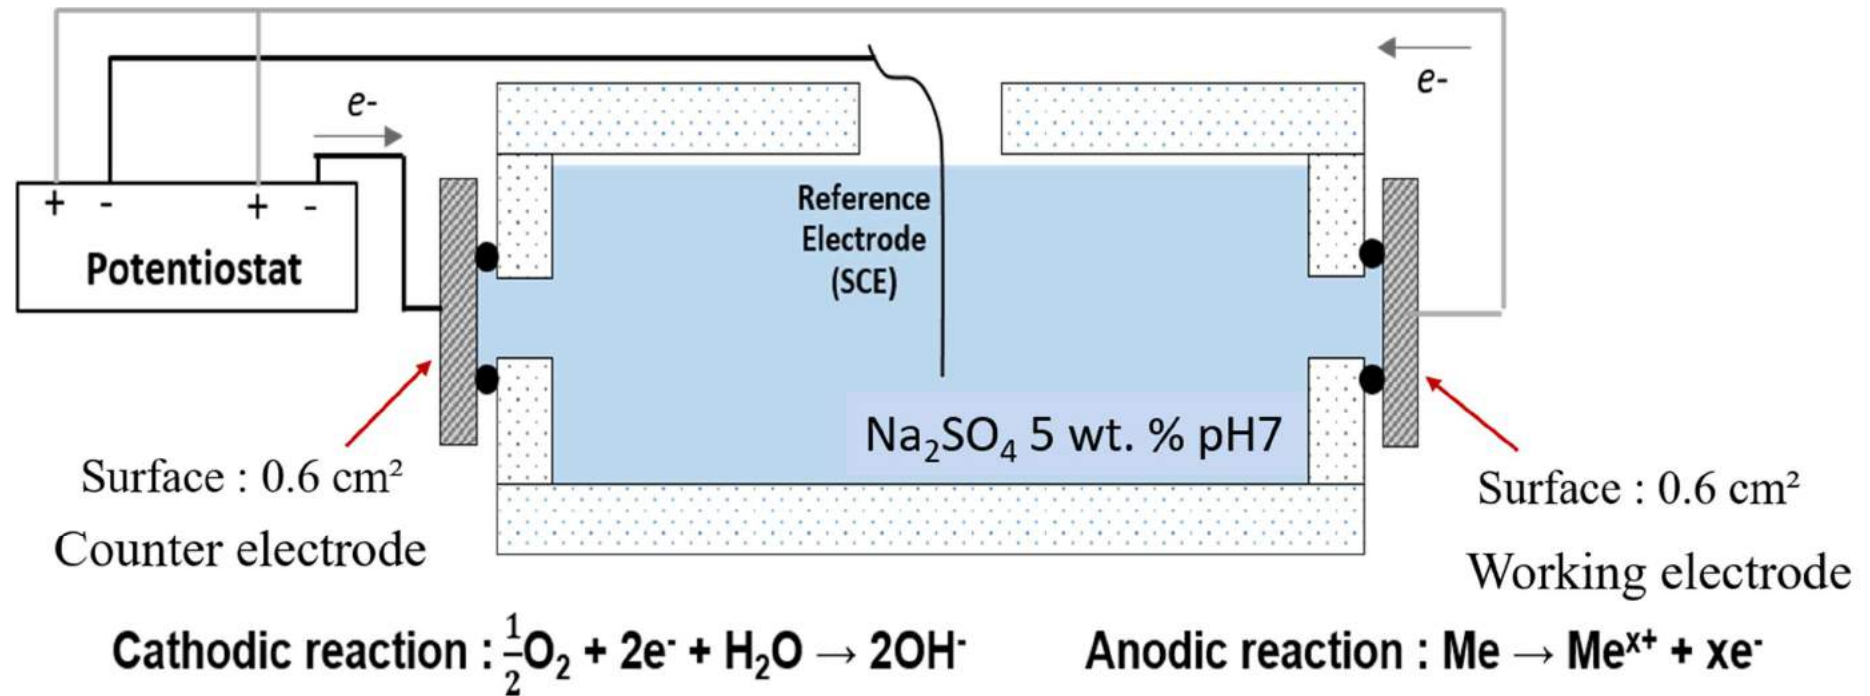 e-
e-
+ - + -
Potentiostat
Reference
Electrode
(SCE)
Na₂SO₄ 5 wt. % pH7
Surface : 0.6 cm²
Counter electrode
Surface : 0.6 cm²
Working electrode
Cathodic reaction : ½O₂ + 2e⁻ + H₂O → 2OH⁻
Anodic reaction : Me → Meˣ⁺ + xe⁻